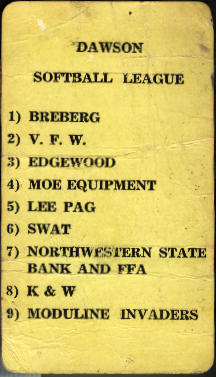 DAWSON
SOFTBALL LEAGUE
1) BREBERG
2) V. F. W.
3) EDGEWOOD
4) MOE EQUIPMENT
5) LEE PAG
6) SWAT
7) NORTHWESTERN STATE
BANK AND FFA
8) K & W
9) MODULINE INVADERS